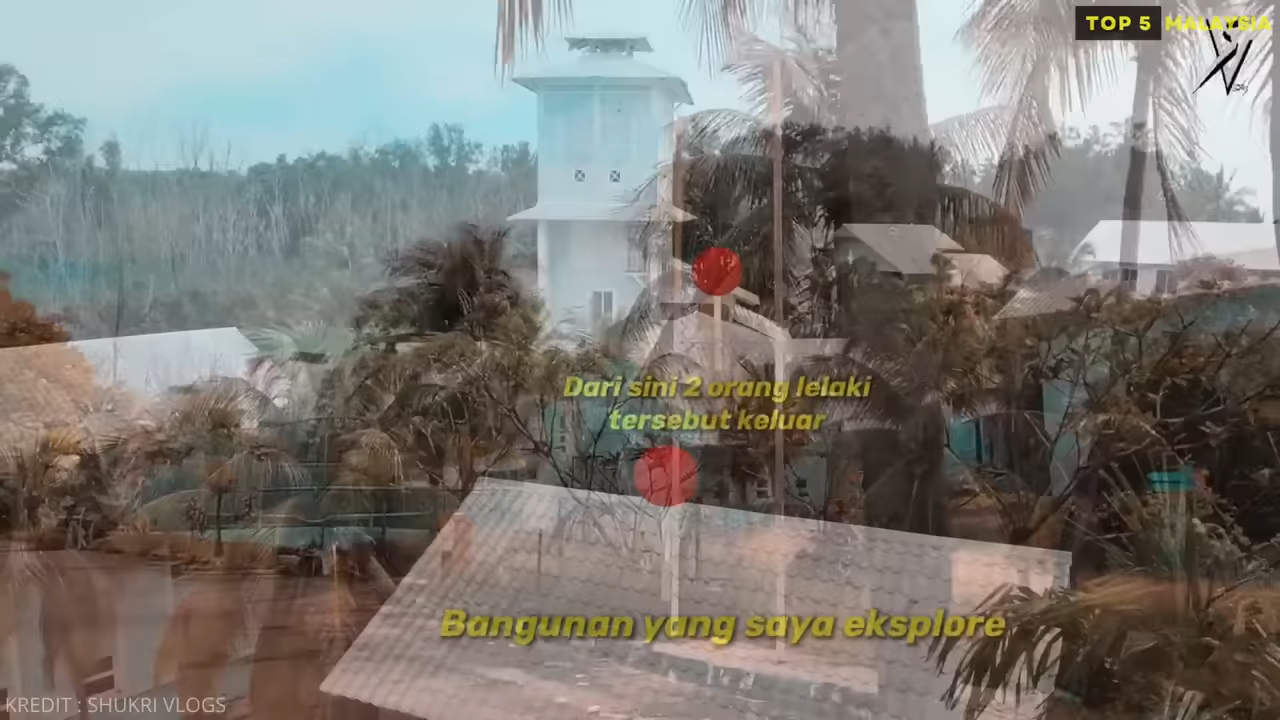 TOP 5 MALAYSIA
Dari sini 2 orang lelaki
tersebut keluar
Bangunan yang saya eksplore
KREDIT : SHUKRI VLOGS